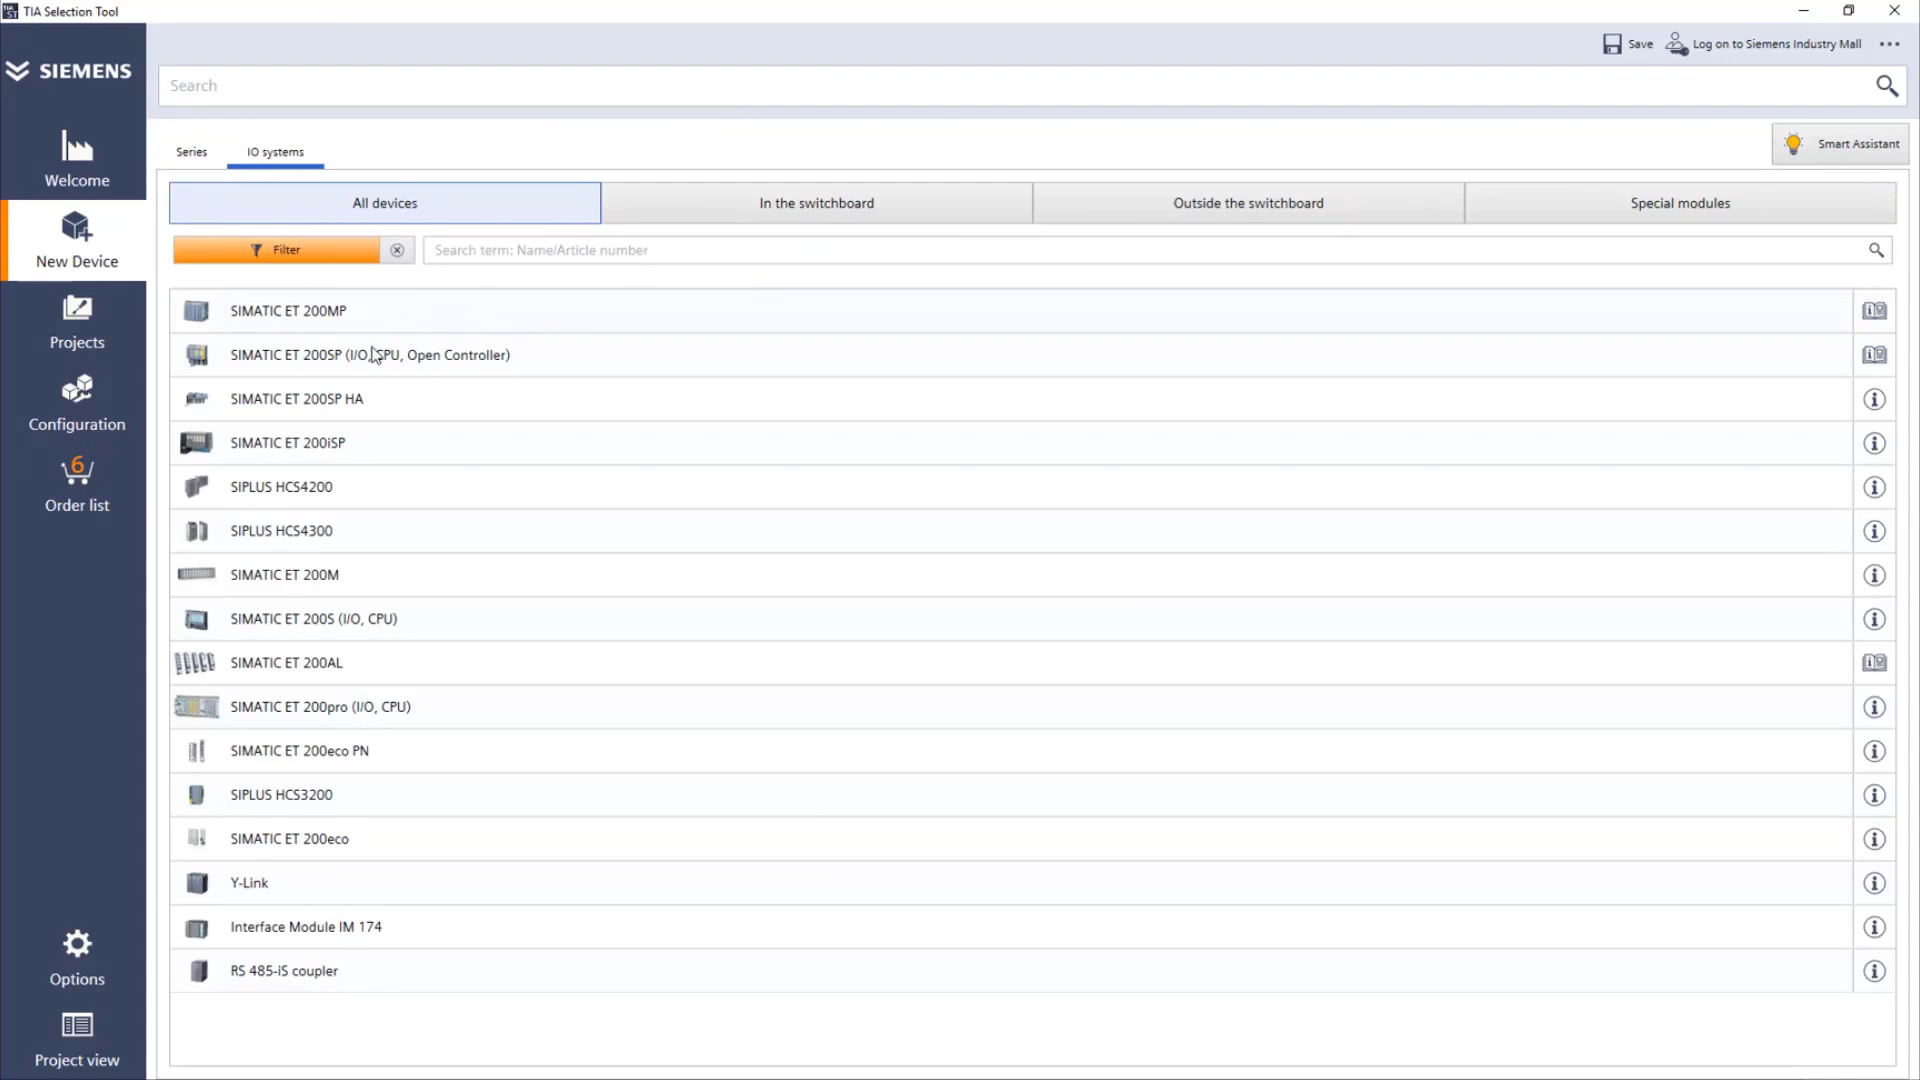 TIA Selection Tool
Save
Log on to Siemens Industry Mall
SIEMENS
Search
Welcome
New Device
Projects
Configuration
6
Order list
Options
Project view
Series
IO systems
Smart Assistant
All devices
In the switchboard
Outside the switchboard
Special modules
Filter
Search term: Name/Article number
SIMATIC ET 200MP
SIMATIC ET 200SP (I/O, CPU, Open Controller)
SIMATIC ET 200SP HA
SIMATIC ET 200iSP
SIPLUS HCS4200
SIPLUS HCS4300
SIMATIC ET 200M
SIMATIC ET 200S (I/O, CPU)
SIMATIC ET 200AL
SIMATIC ET 200pro (I/O, CPU)
SIMATIC ET 200eco PN
SIPLUS HCS3200
SIMATIC ET 200eco
Y-Link
Interface Module IM 174
RS 485-iS coupler